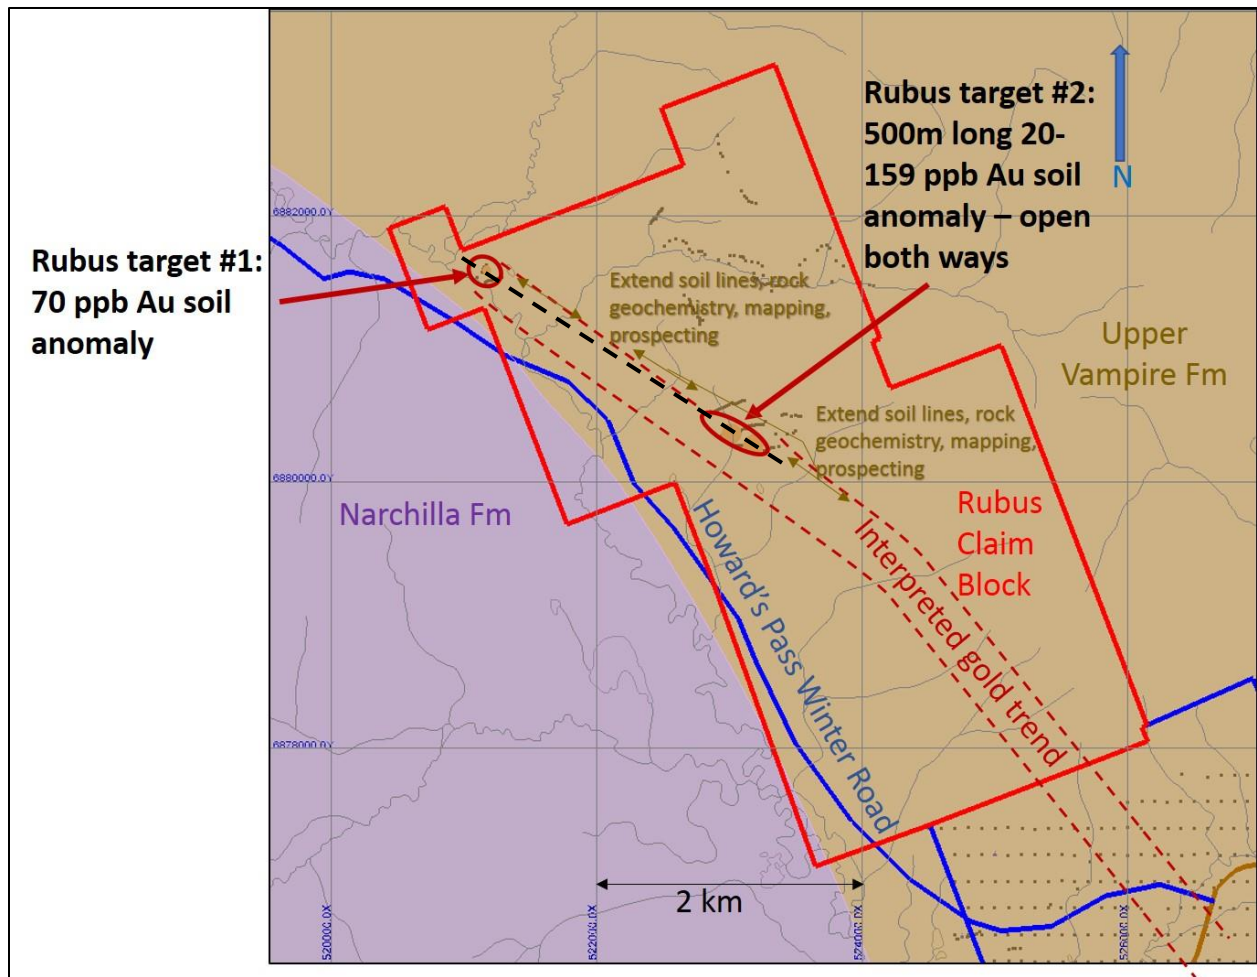 Rubus target #1:
70 ppb Au soil
anomaly
Rubus target #2:
500m long 20-
159 ppb Au soil
anomaly – open
both ways
N
6882000.0Y
Extend soil lines, rock
geochemistry, mapping,
prospecting
Upper
Vampire Fm
Extend soil lines, rock
geochemistry, mapping,
prospecting
6880000.0Y
Narchilla Fm
Rubus
Claim
Block
Howard's Pass Winter Road
Interpreted gold trend
6878000.0Y
2 km
520000.0X
522000.0X
524000.0X
526000.0X